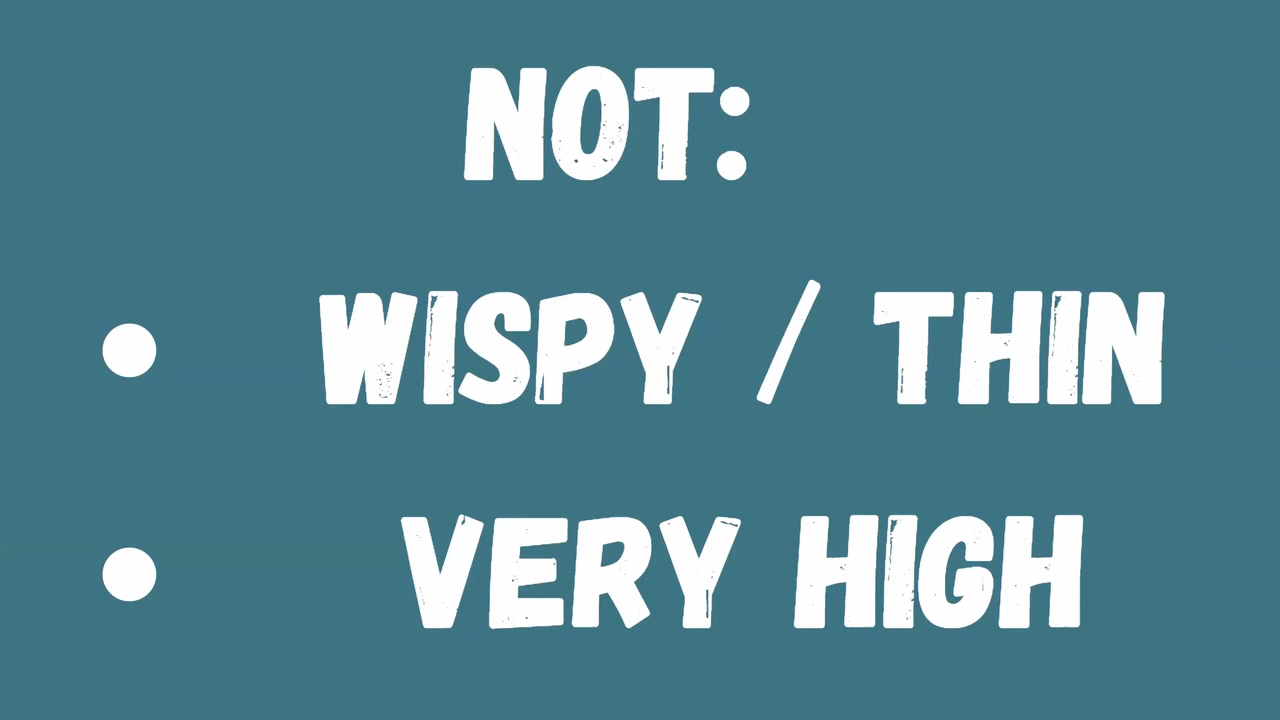 NOT:
• WISPY / THIN
• VERY HIGH